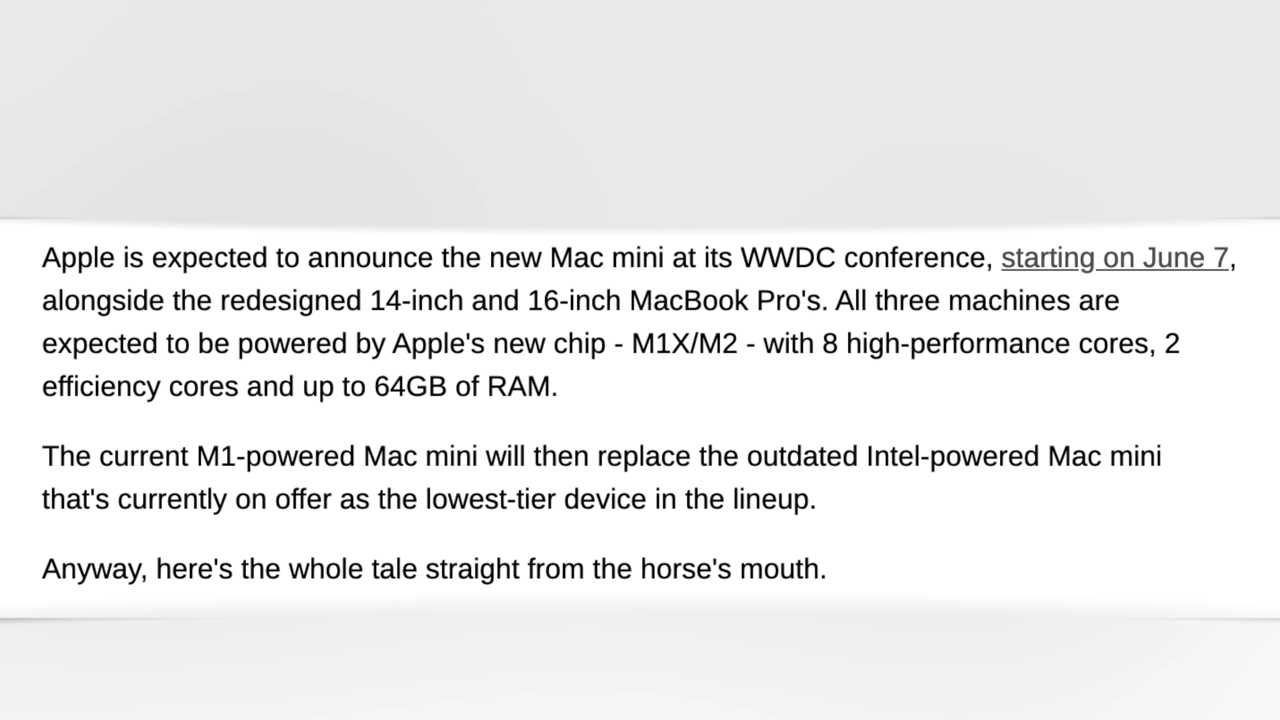 Apple is expected to announce the new Mac mini at its WWDC conference, starting on June 7,
alongside the redesigned 14-inch and 16-inch MacBook Pro's. All three machines are
expected to be powered by Apple's new chip - M1X/M2 - with 8 high-performance cores, 2
efficiency cores and up to 64GB of RAM.
The current M1-powered Mac mini will then replace the outdated Intel-powered Mac mini
that's currently on offer as the lowest-tier device in the lineup.
Anyway, here's the whole tale straight from the horse's mouth.